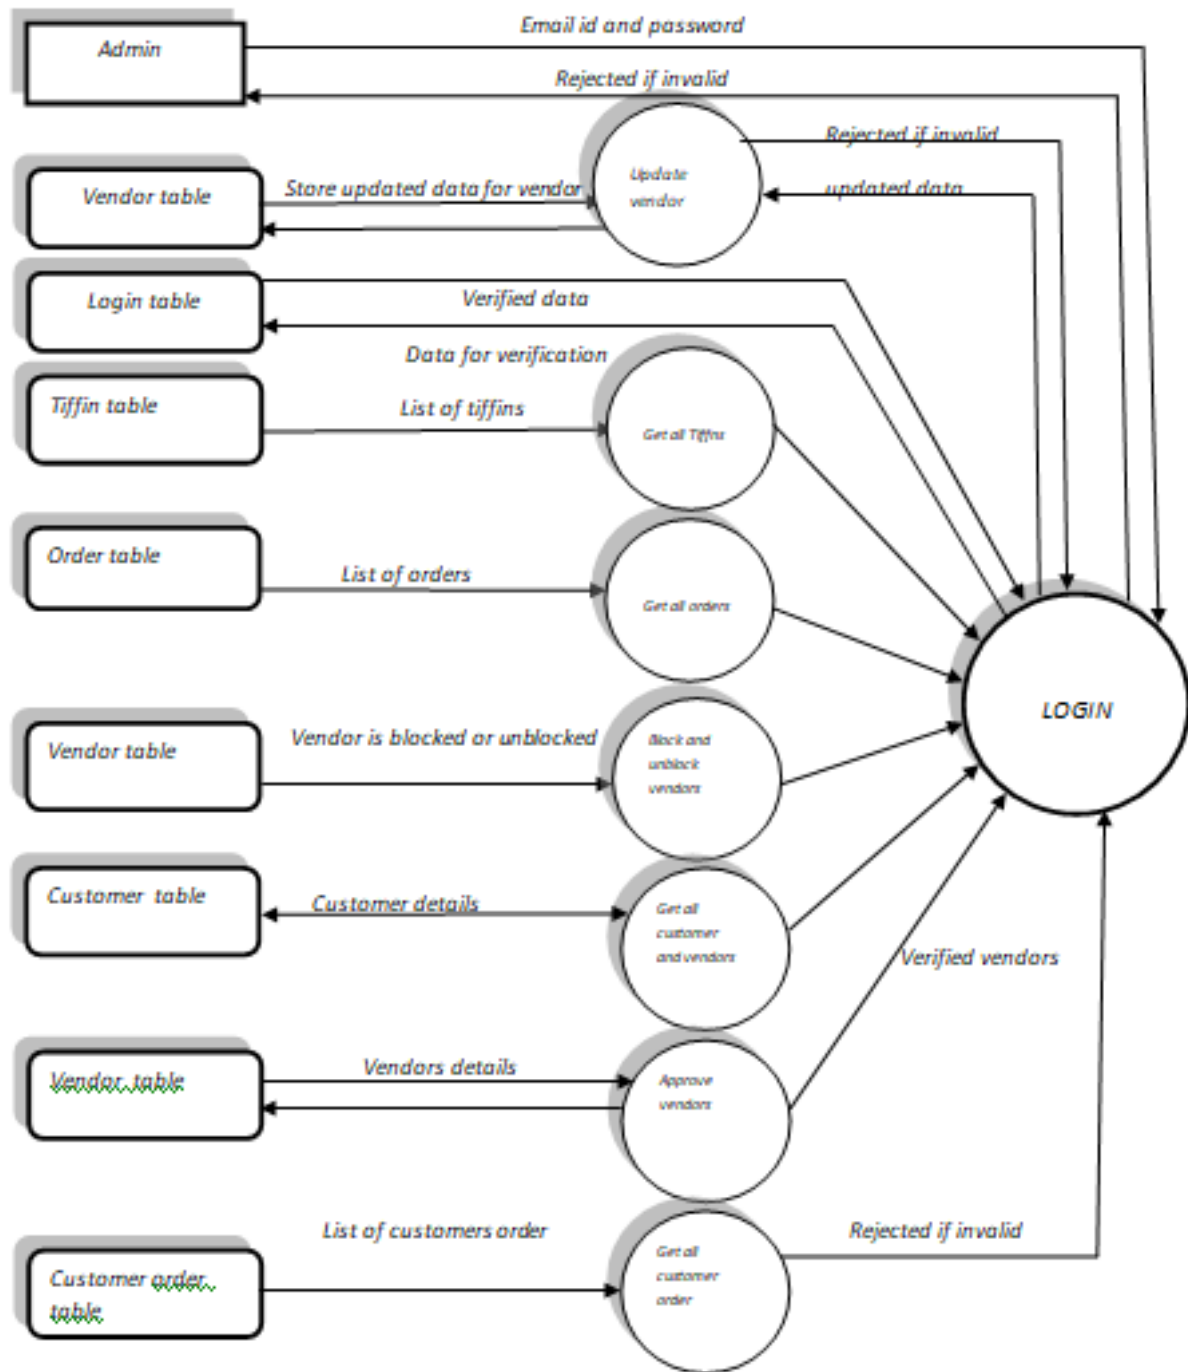 Email id and password
Admin
Rejected if invalid
Rejected if invalid
Update
vendor
Store updated data for vendor
updated data
Vendor table
Login table
Verified data
Data for verification
Tiffin table
List of tiffins
Get all Tiffns
Order table
List of orders
Get all orders
LOGIN
Vendor table
Vendor is blocked or unblocked
Block and
unblock
vendors
Customer table
Customer details
Get all
customer
and vendors
Verified vendors
Vendor table
Vendors details
Approve
vendors
List of customers order
Rejected if invalid
Customer order
table
Get all
customer
order